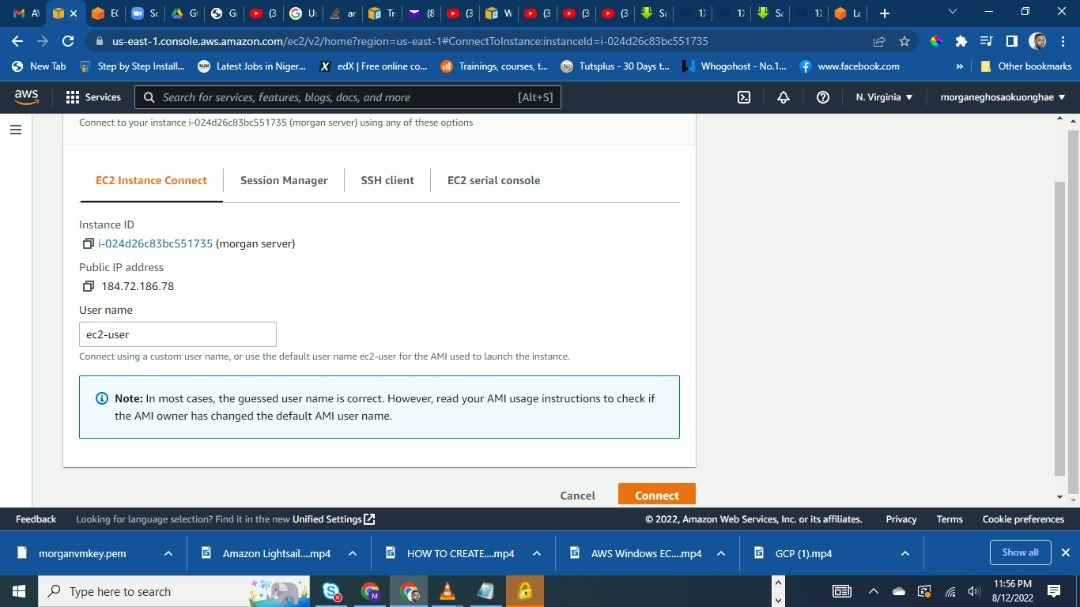 us-east-1.console.aws.amazon.com/ec2/v2/home?region=us-east-1#ConnectToInstance:instanceId=i-024d26c83bc551735
New Tab
Step by Step Install...
Latest Jobs in Niger...
edX | Free online co...
Trainings, courses, t...
Tutsplus - 30 Days t...
Whogohost - No.1...
www.facebook.com
»
Other bookmarks
aws
Services
Search for services, features, blogs, docs, and more
[Alt+S]
N. Virginia
morganeghosaokuonghae
Connect to your instance i-024d26c83bc551735 (morgan server) using any of these options
EC2 Instance Connect
Session Manager
SSH client
EC2 serial console
Instance ID
i-024d26c83bc551735 (morgan server)
Public IP address
184.72.186.78
User name
ec2-user
Connect using a custom user name, or use the default user name ec2-user for the AMI used to launch the instance.
Note: In most cases, the guessed user name is correct. However, read your AMI usage instructions to check if
the AMI owner has changed the default AMI user name.
Cancel
Connect
Feedback
Looking for language selection? Find it in the new Unified Settings
© 2022, Amazon Web Services, Inc. or its affiliates.
Privacy
Terms
Cookie preferences
morganvmkey.pem
Amazon Lightsail....mp4
HOW TO CREATE....mp4
AWS Windows EC....mp4
GCP (1).mp4
Show all
Type here to search
11:56 PM
8/12/2022